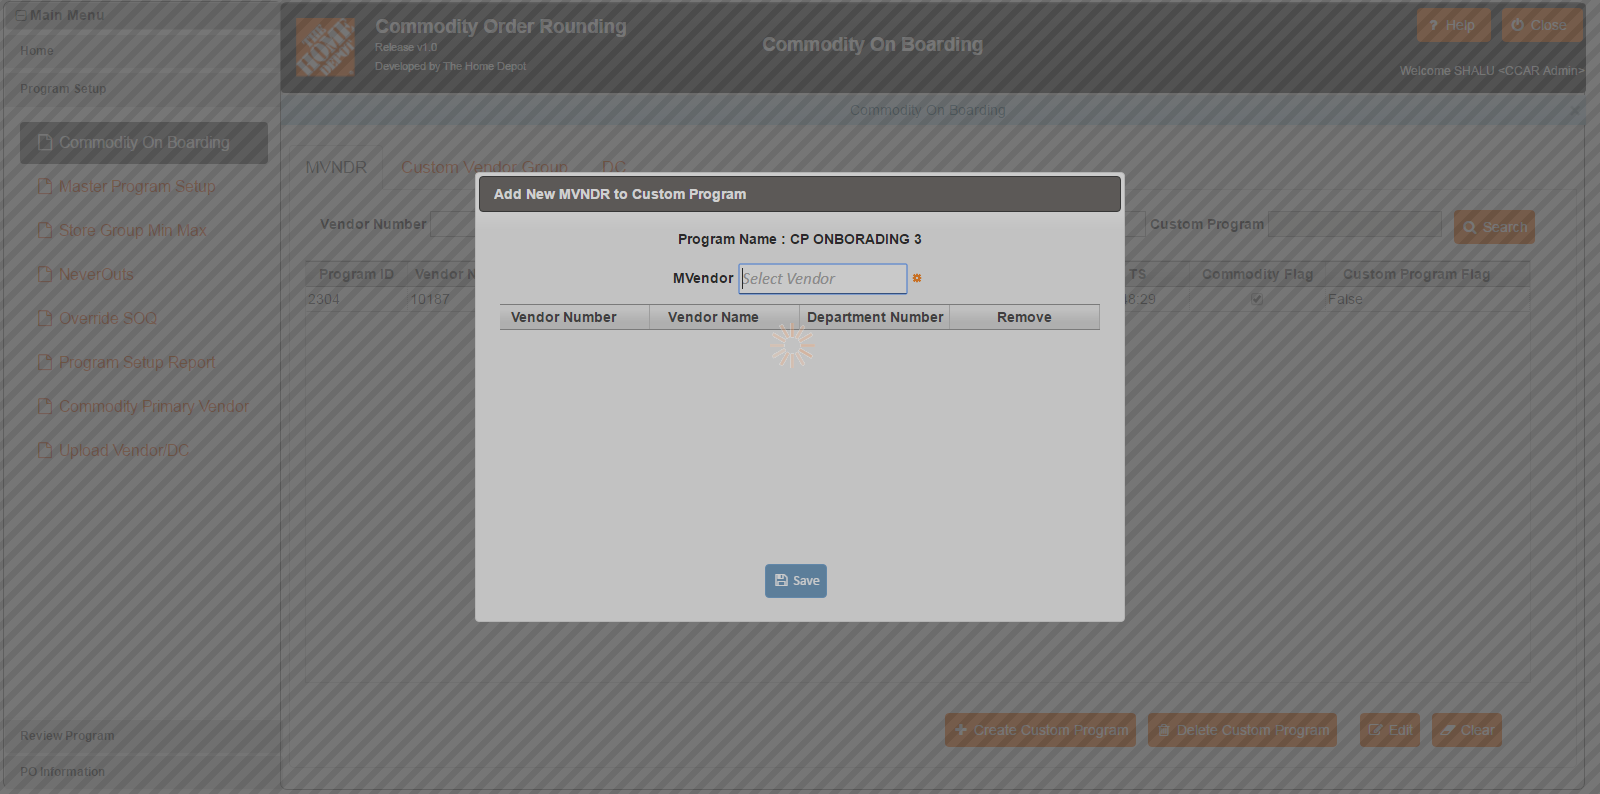 Main Menu
Home
Program Setup
Commodity On Boarding
Master Program Setup
Store Group Min Max
NeverOuts
Override SOQ
Program Setup Report
Commodity Primary Vendor
Upload Vendor/DC
Review Program
PO Information
THE HOME DEPOT
Commodity Order Rounding
Release v1.0
Developed by The Home Depot
Commodity On Boarding
? Help
Close
Welcome SHALU <CCAR Admin>
Commodity On Boarding
MVNDR Custom Vendor Group DC
Vendor Number Custom Program Search
Program ID Vendor N TS Commodity Flag Custom Program Flag
2304 10187 8:29 False
Add New MVNDR to Custom Program
Program Name : CP ONBORADING 3
MVendor Select Vendor
Vendor Number Vendor Name Department Number Remove
Save
Create Custom Program Delete Custom Program Edit Clear